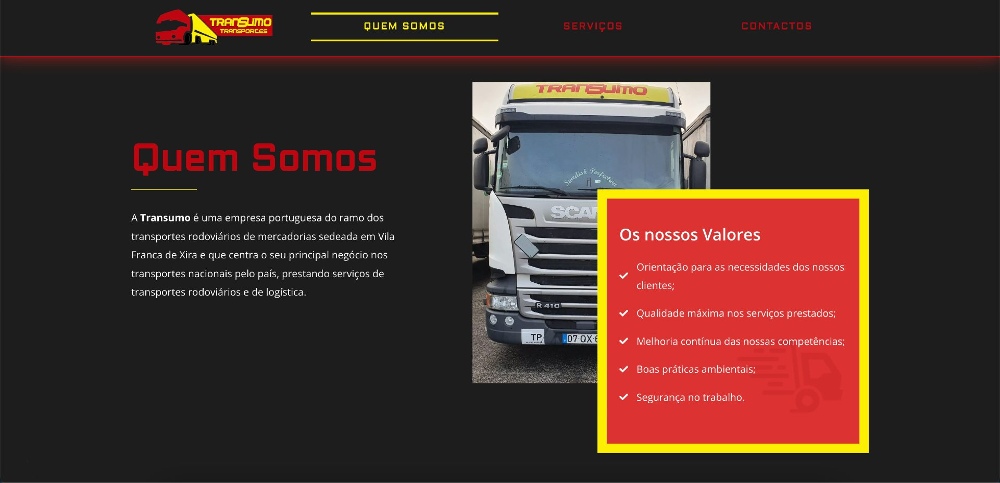 TRANSUMO
TRANSPORTES
QUEM SOMOS
SERVIÇOS
CONTACTOS
Quem Somos
A Transumo é uma empresa portuguesa do ramo dos
transportes rodoviários de mercadorias sedeada em Vila
Franca de Xira e que centra o seu principal negócio nos
transportes nacionais pelo país, prestando serviços de
transportes rodoviários e de logística.
TRANSUMO
SCAN
R 410
TP
07 QX
Os nossos Valores
Orientação para as necessidades dos nossos
clientes;
Qualidade máxima nos serviços prestados;
Melhoria contínua das nossas competências;
Boas práticas ambientais;
Segurança no trabalho.